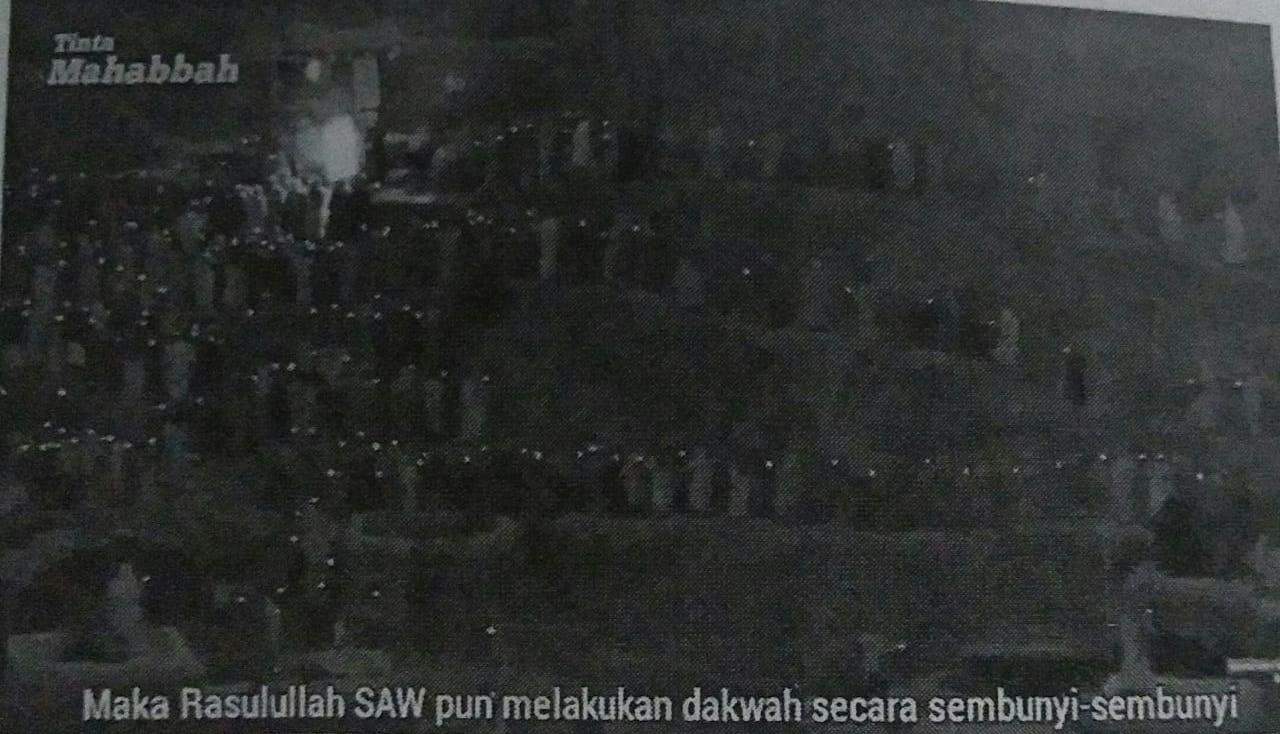 Tinta
Mahabbah
Maka Rasulullah SAW pun melakukan dakwah secara sembunyi-sembunyi